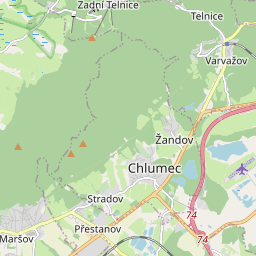 Zadní Telnice
Telnice
Varvažov
Žandov
Chlumec
Stradov
74
Přestanov
Maršov
74